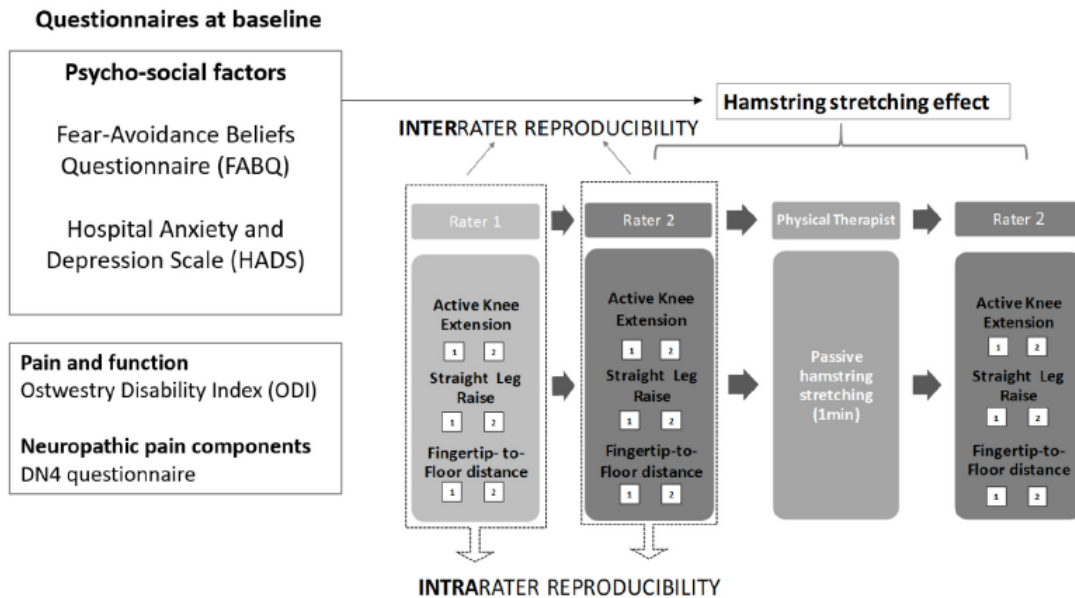 Questionnaires at baseline
Psycho-social factors
Fear-Avoidance Beliefs
Questionnaire (FABQ)
Hospital Anxiety and
Depression Scale (HADS)
Pain and function
Ostwestry Disability Index (ODI)
Neuropathic pain components
DN4 questionnaire
Hamstring stretching effect
INTERRATER REPRODUCIBILITY
Rater 1
Rater 2
Physical Therapist
Rater 2
Active Knee
Extension
1 2
Straight Leg
Raise
1 2
Fingertip- to-
Floor distance
1 2
Active Knee
Extension
1 2
Straight Leg
Raise
1 2
Fingertip-to-
Floor distance
1 2
Passive
hamstring
stretching
(1min)
Active Knee
Extension
1 2
Straight Leg
Raise
1 2
Fingertip-to-
Floor distance
1 2
INTRARATER REPRODUCIBILITY